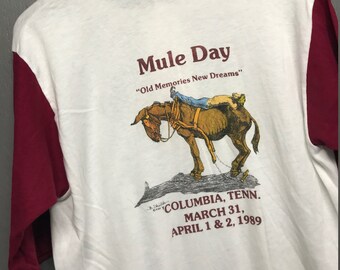 Mule Day
"Old Memories New Dreams"
COLUMBIA, TENN.
MARCH 31,
APRIL 1 & 2, 1989